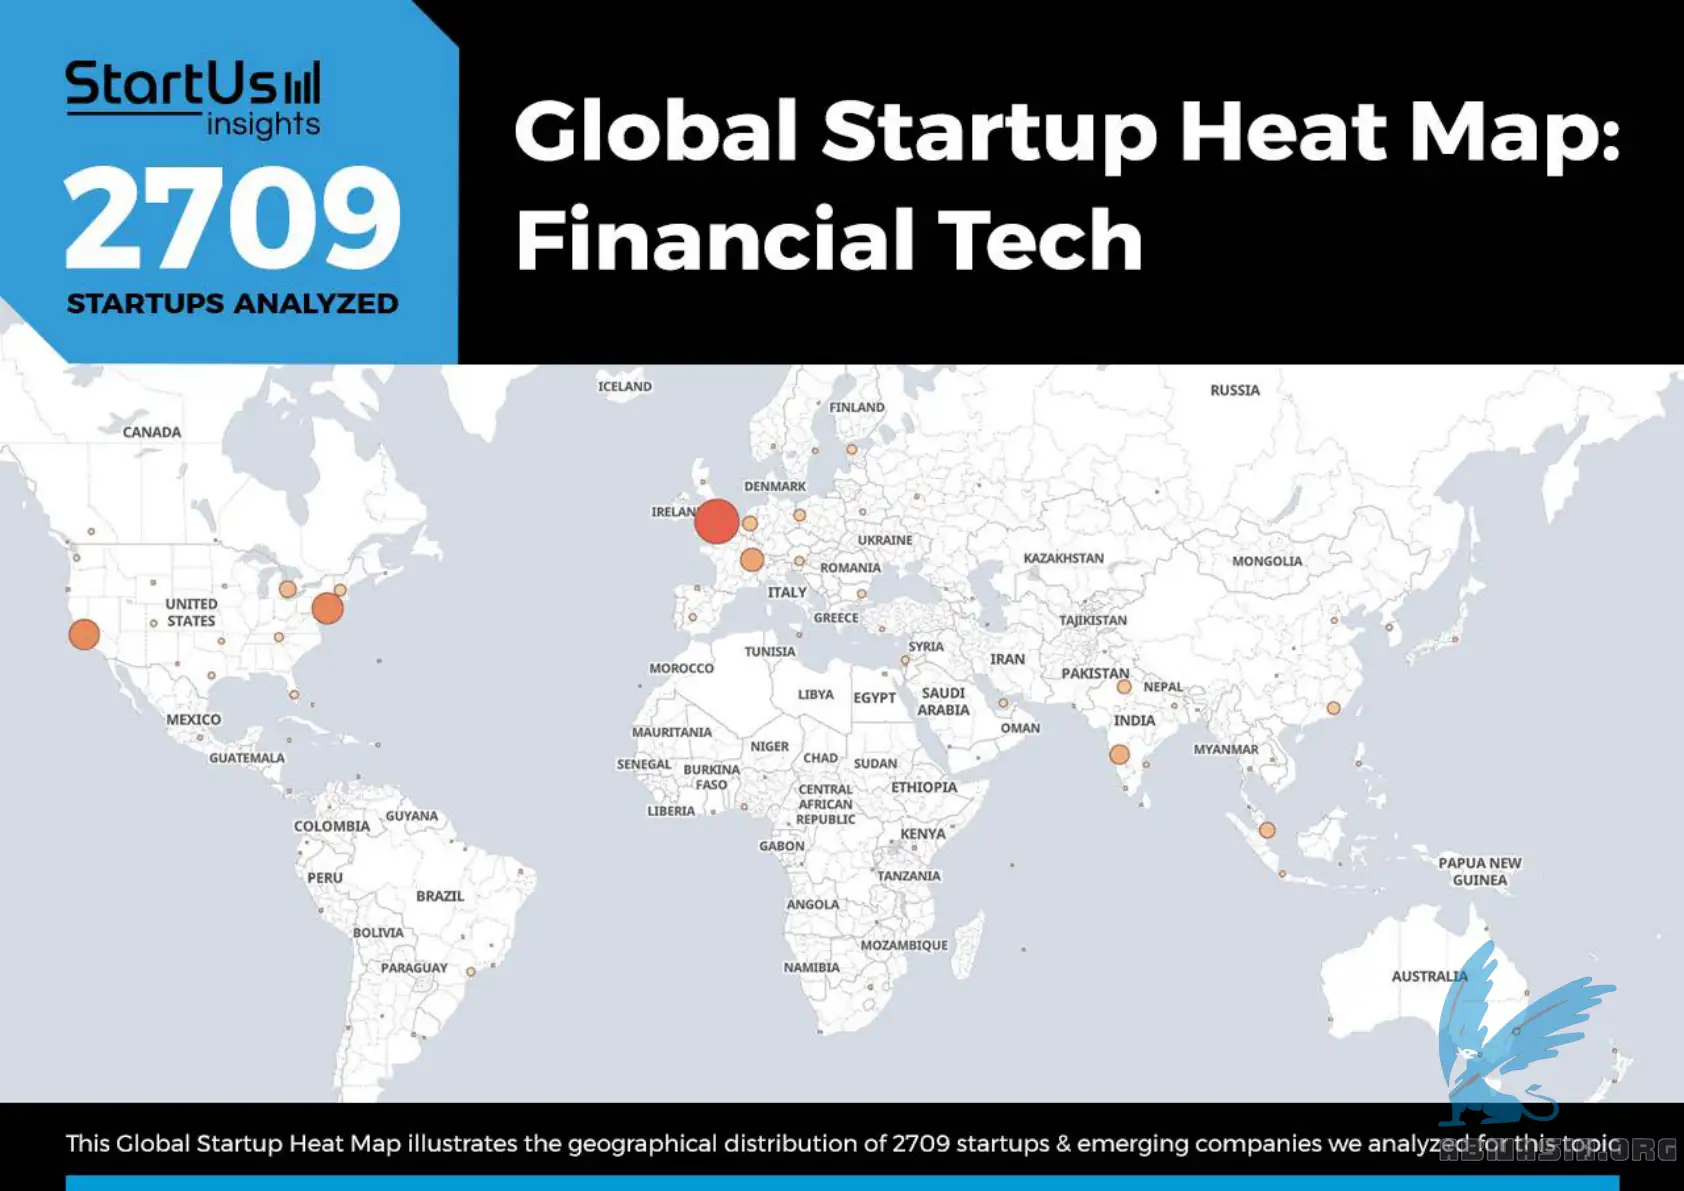 StartUs
insights
2709
STARTUPS ANALYZED
Global Startup Heat Map:
Financial Tech
ICELAND
RUSSIA
FINLAND
CANADA
DENMARK
IRELAN
UKRAINE
KAZAKHSTAN
MONGOLIA
ROMANIA
ITALY
UNITED
STATES
GREECE
TAJIKISTAN
SYRIA
TUNISIA
IRAN
MOROCCO
PAKISTAN
NEPAL
LIBYA
EGYPT
SAUDI
ARABIA
MEXICO
INDIA
OMAN
MAURITANIA
NIGER
MYANMAR
GUATEMALA
CHAD
SUDAN
SENEGAL
BURKINA
FASO
ETHIOPIA
CENTRAL
AFRICAN
REPUBLIC
LIBERIA
GUYANA
COLOMBIA
KENYA
GABON
PAPUA NEW
GUINEA
PERU
TANZANIA
BRAZIL
ANGOLA
BOLIVIA
MOZAMBIQUE
PARAGUAY
NAMIBIA
AUSTRALIA
This Global Startup Heat Map illustrates the geographical distribution of 2709 startups & emerging companies we analyzed for this topic
ABNHSIN.ORG